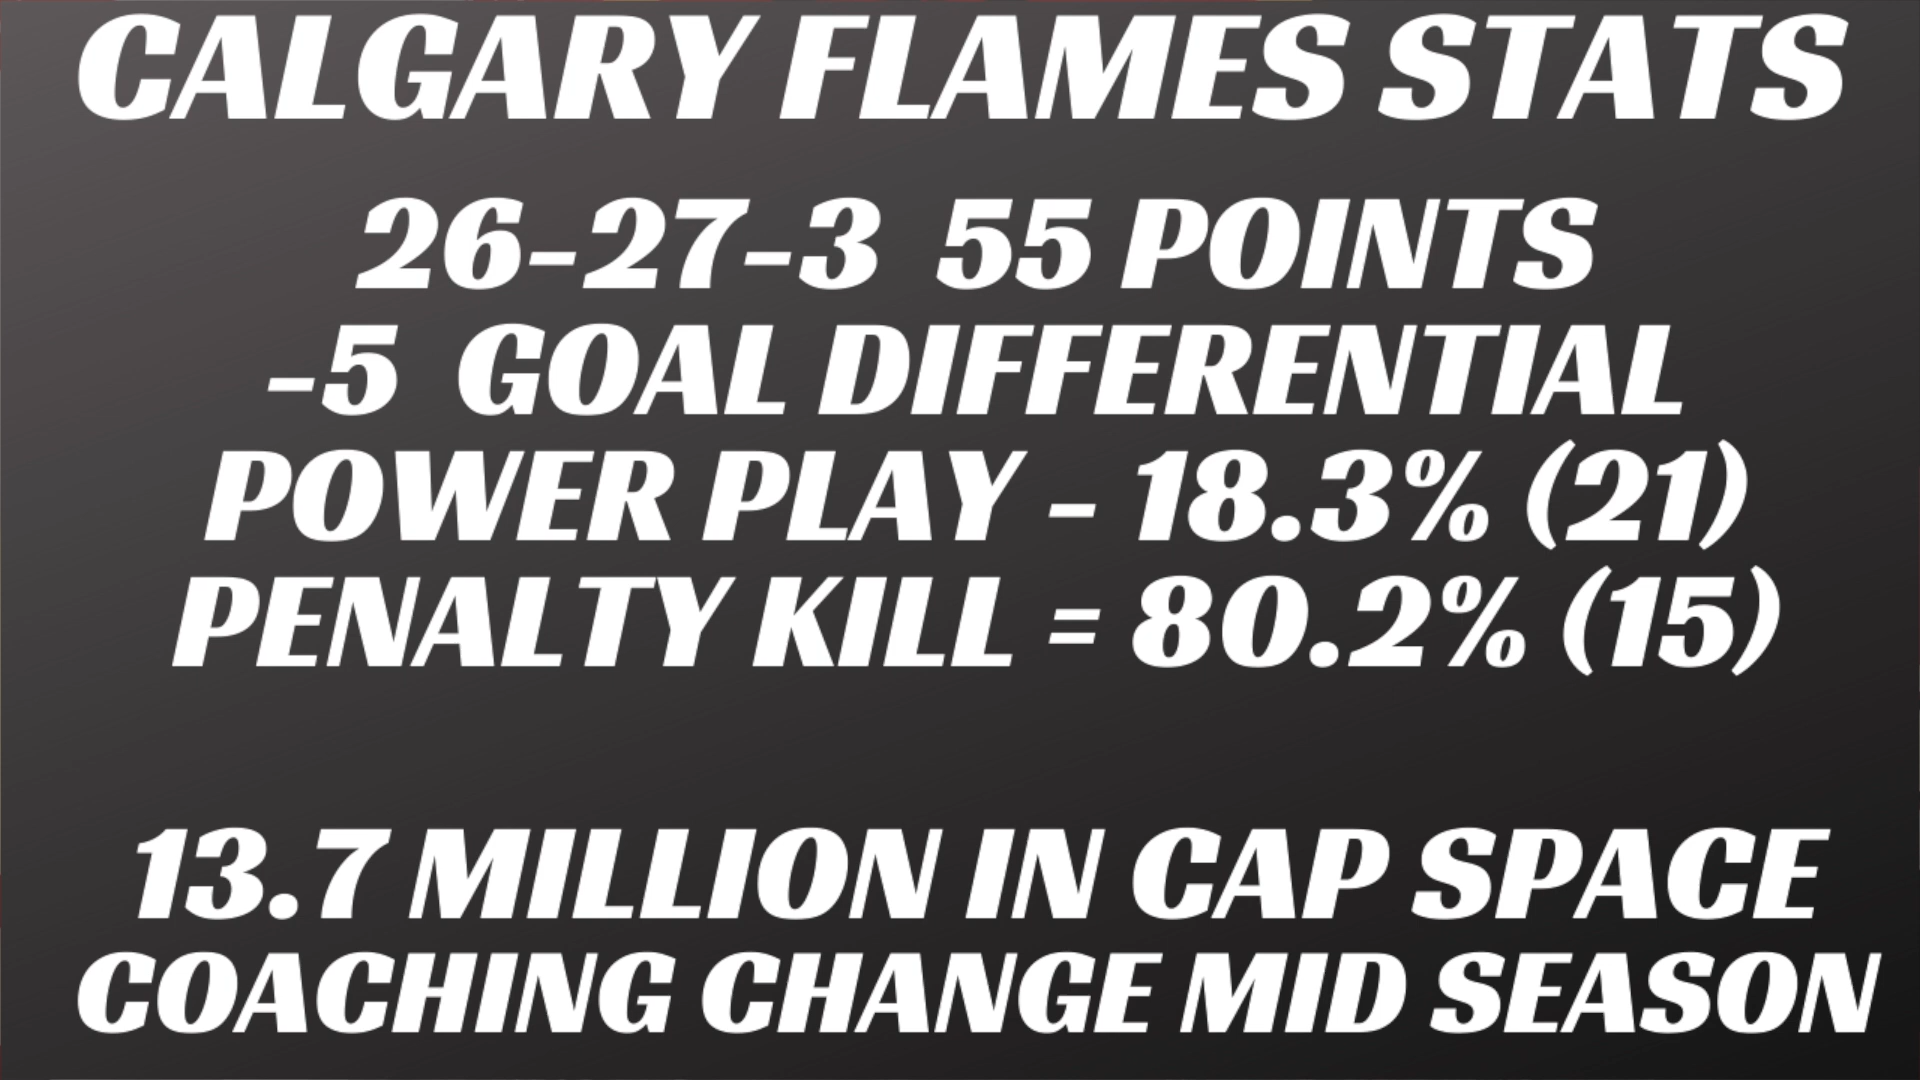 CALGARY FLAMES STATS
26-27-3 55 POINTS
-5 GOAL DIFFERENTIAL
POWER PLAY - 18.3% (21)
PENALTY KILL = 80.2% (15)
13.7 MILLION IN CAP SPACE
COACHING CHANGE MID SEASON